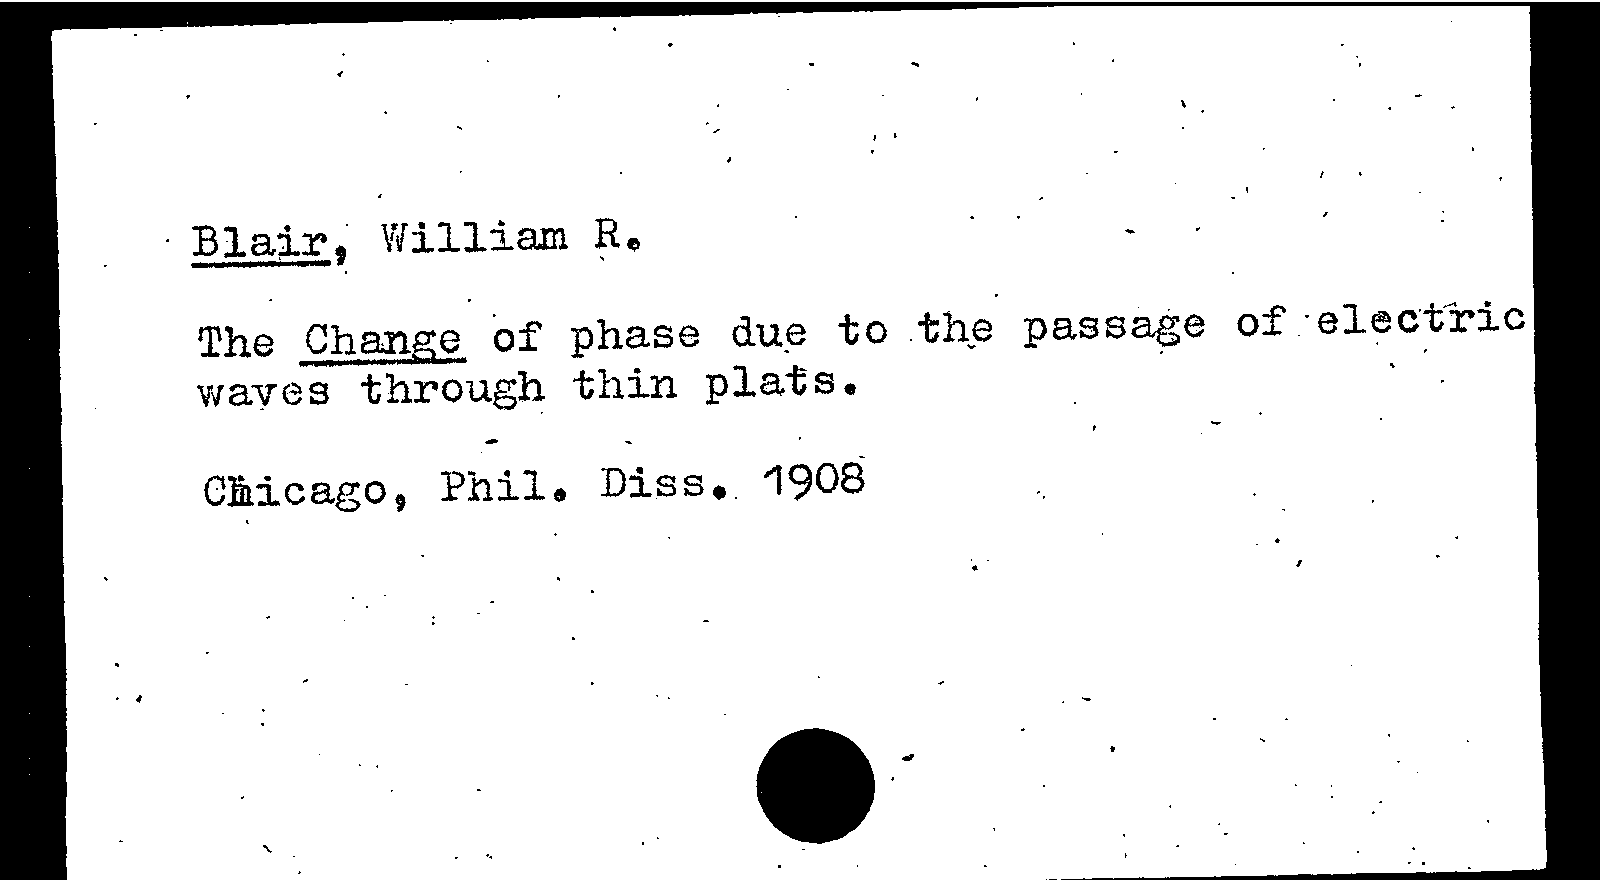 Blair, William R.
The Change of phase due to the passage of electric
waves through thin plats.
Chicago, Phil. Diss. 1908